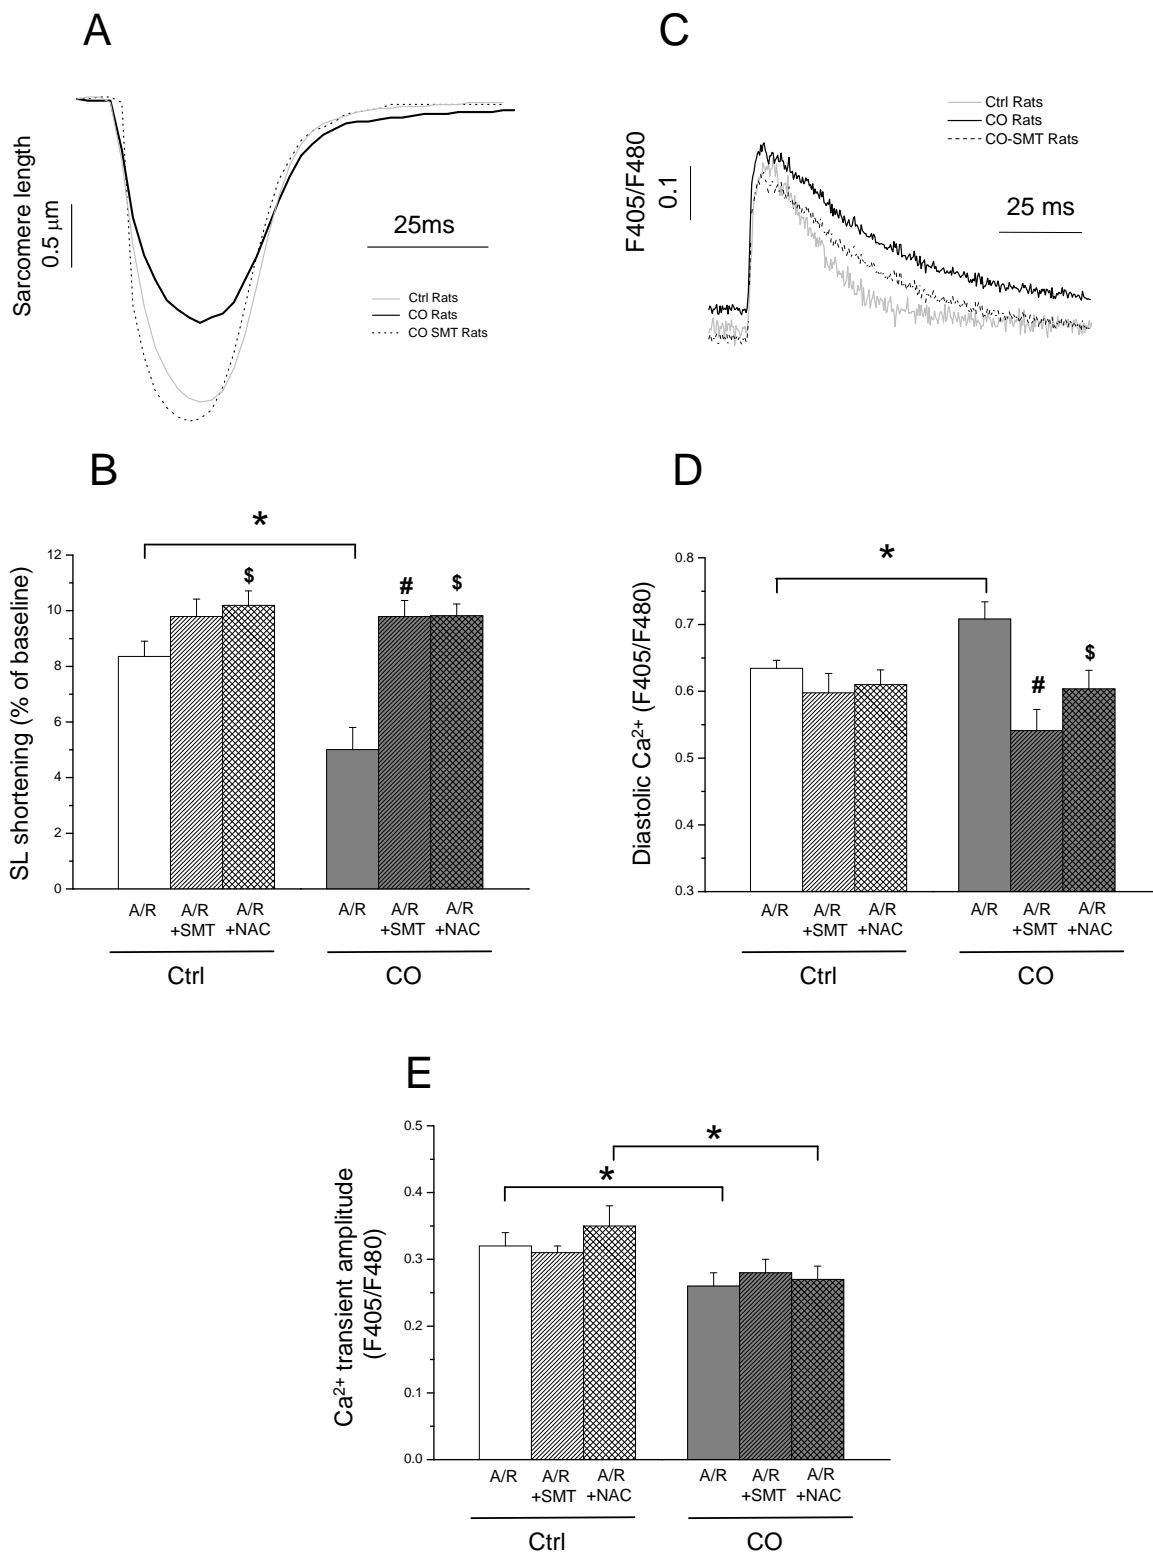 A
Sarcomere length
0.5 μm
25ms
Ctrl Rats
CO Rats
CO SMT Rats
C
F405/F480
0.1
Ctrl Rats
CO Rats
CO-SMT Rats
25 ms
B
SL shortening (% of baseline)
12
10
8
6
4
2
0
*
$
#
$
A/R
A/R
+SMT
A/R
+NAC
A/R
A/R
+SMT
A/R
+NAC
Ctrl
CO
D
Diastolic Ca²⁺ (F405/F480)
0.8
0.7
0.6
0.5
0.4
0.3
*
#
$
A/R
A/R
+SMT
A/R
+NAC
A/R
A/R
+SMT
A/R
+NAC
Ctrl
CO
E
Ca²⁺ transient amplitude
(F405/F480)
0.5
0.4
0.3
0.2
0.1
0.0
*
*
A/R
A/R
+SMT
A/R
+NAC
A/R
A/R
+SMT
A/R
+NAC
Ctrl
CO